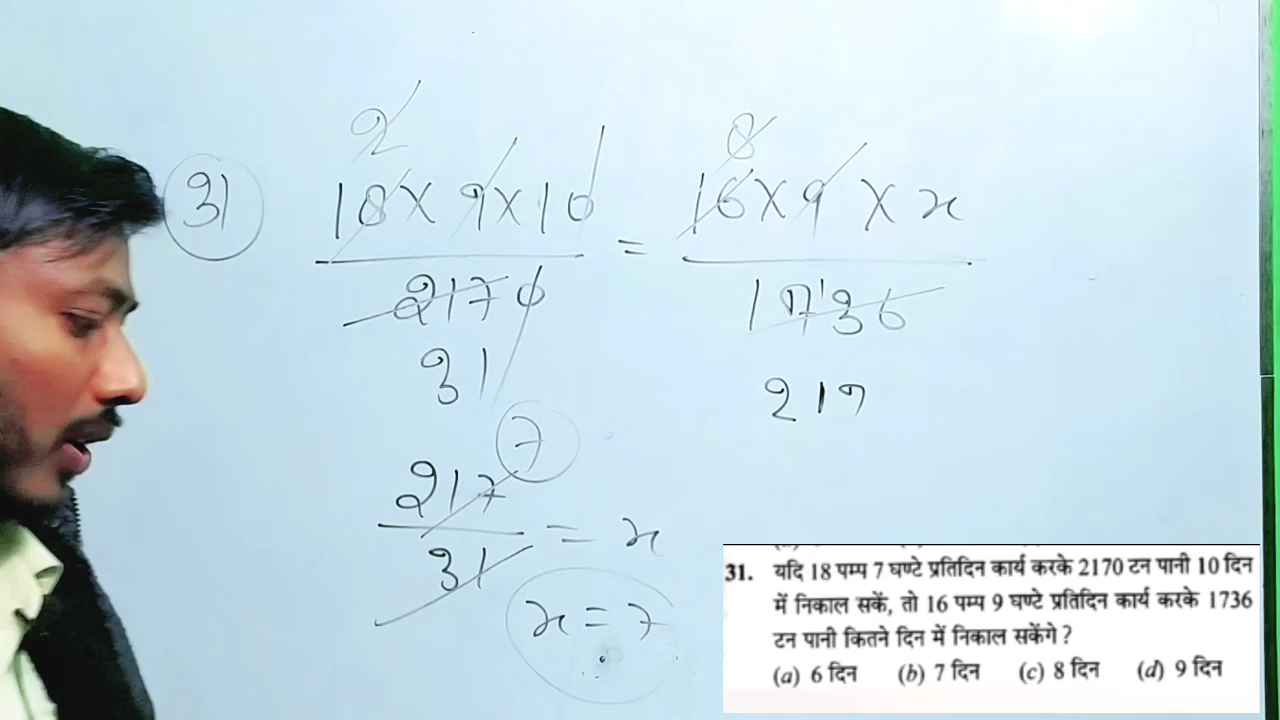 2 8
31 18 x 7 x 10 = 16 x 9 x x
2170 1736
31 217
7
217 = x
31
x = 7
31. यदि 18 पम्प 7 घण्टे प्रतिदिन कार्य करके 2170 टन पानी 10 दिन
में निकाल सकें, तो 16 पम्प 9 घण्टे प्रतिदिन कार्य करके 1736
टन पानी कितने दिन में निकाल सकेंगे ?
(a) 6 दिन (b) 7 दिन (c) 8 दिन (d) 9 दिन